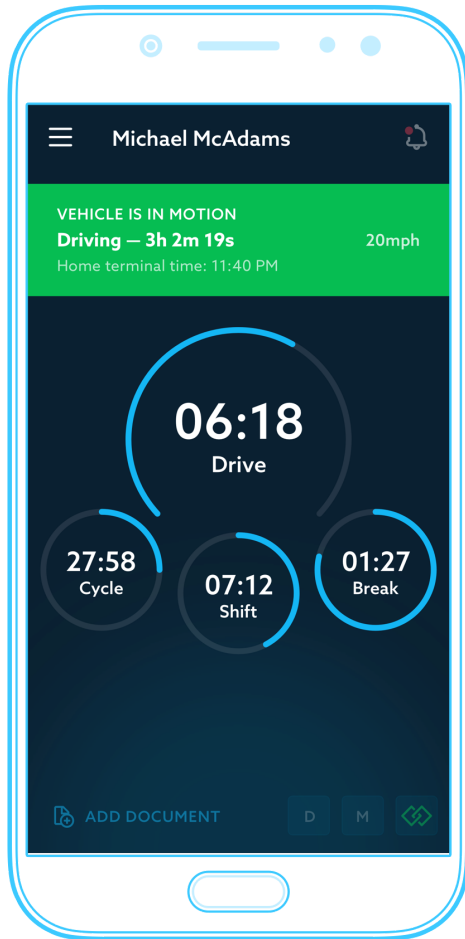 Michael McAdams
VEHICLE IS IN MOTION
Driving — 3h 2m 19s
20mph
Home terminal time: 11:40 PM
06:18
Drive
27:58
Cycle
07:12
Shift
01:27
Break
ADD DOCUMENT
D
M